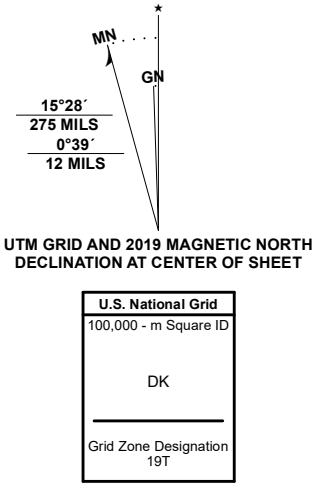 ★
MN
GN
15°28´
275 MILS
0°39´
12 MILS
UTM GRID AND 2019 MAGNETIC NORTH
DECLINATION AT CENTER OF SHEET
U.S. National Grid
100,000 - m Square ID
DK
Grid Zone Designation
19T